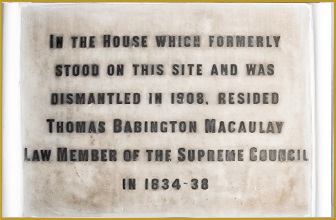 In the House which formerly
stood on this site and was
dismantled in 1908, resided
Thomas Babington Macaulay
Law Member of the Supreme Council
in 1834-38